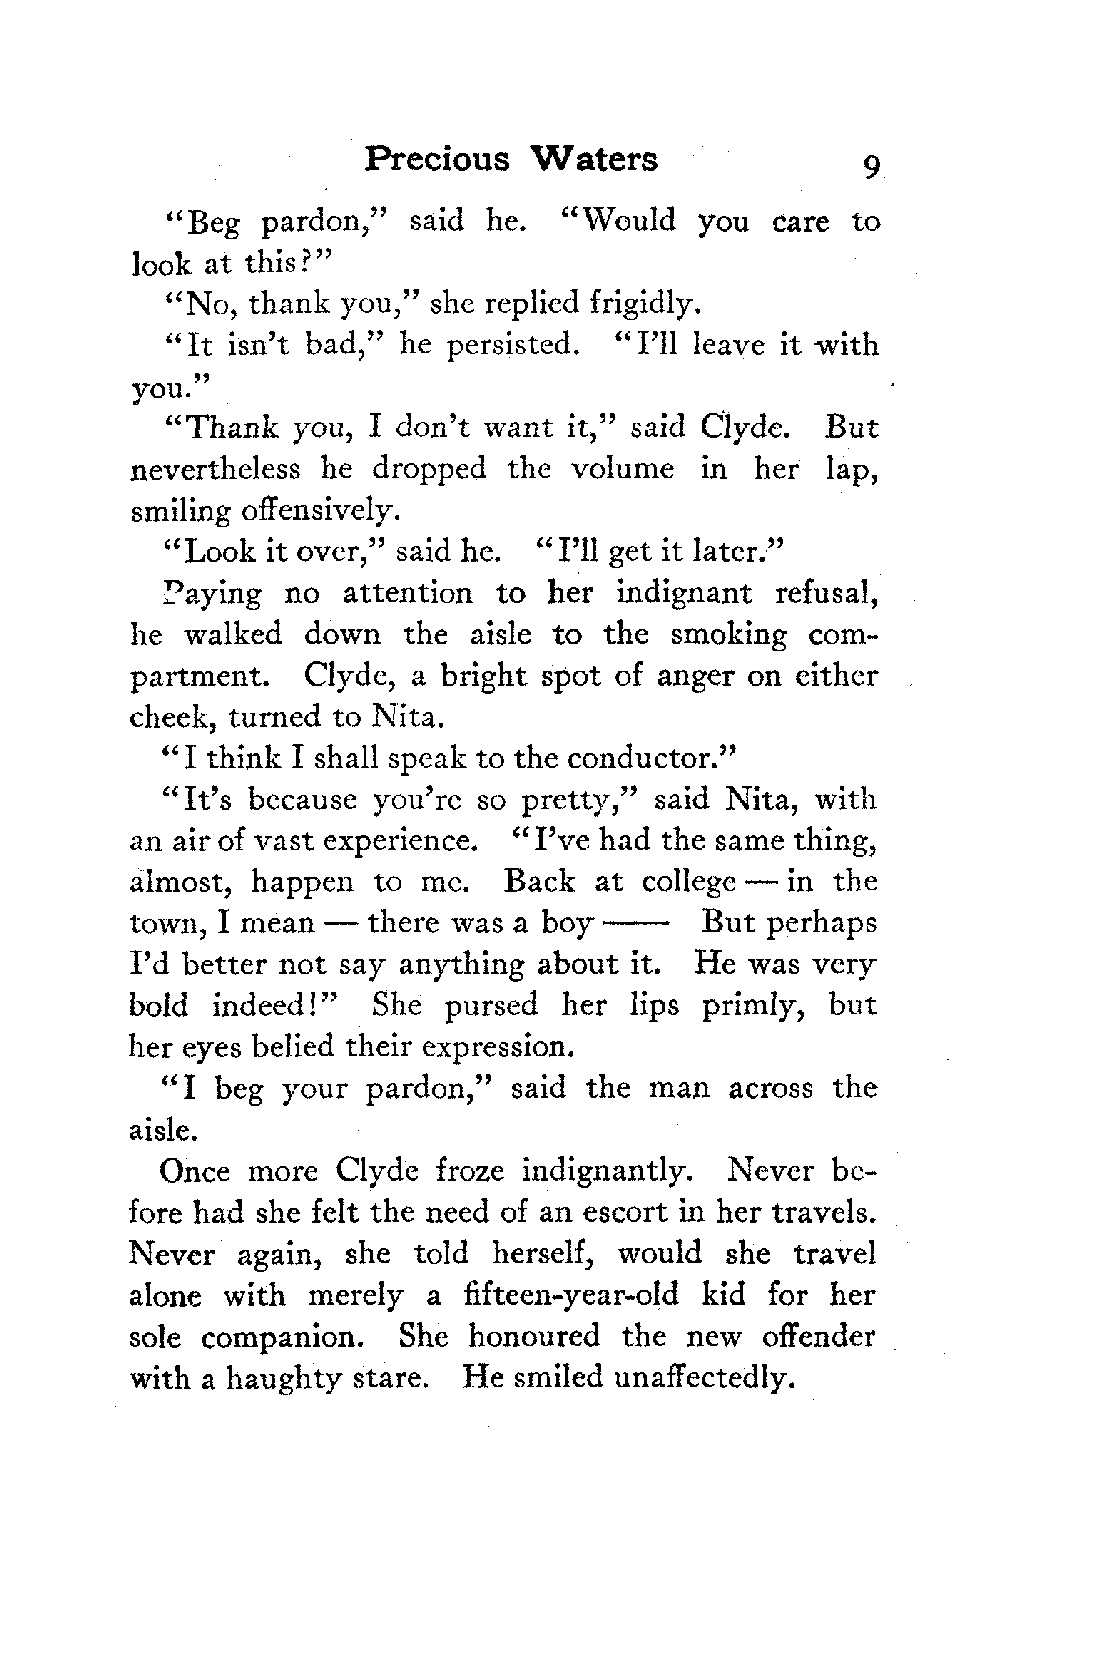 Precious Waters 9
“Beg pardon,” said he. “Would you care to
look at this?”
“No, thank you,” she replied frigidly.
“It isn’t bad,” he persisted. “I’ll leave it with
you.”
“Thank you, I don’t want it,” said Clyde. But
nevertheless he dropped the volume in her lap,
smiling offensively.
“Look it over,” said he. “I’ll get it later.”
Paying no attention to her indignant refusal,
he walked down the aisle to the smoking com-
partment. Clyde, a bright spot of anger on either
cheek, turned to Nita.
“I think I shall speak to the conductor.”
“It’s because you’re so pretty,” said Nita, with
an air of vast experience. “I’ve had the same thing,
almost, happen to me. Back at college — in the
town, I mean — there was a boy —— But perhaps
I’d better not say anything about it. He was very
bold indeed!” She pursed her lips primly, but
her eyes belied their expression.
“I beg your pardon,” said the man across the
aisle.
Once more Clyde froze indignantly. Never be-
fore had she felt the need of an escort in her travels.
Never again, she told herself, would she travel
alone with merely a fifteen-year-old kid for her
sole companion. She honoured the new offender
with a haughty stare. He smiled unaffectedly.